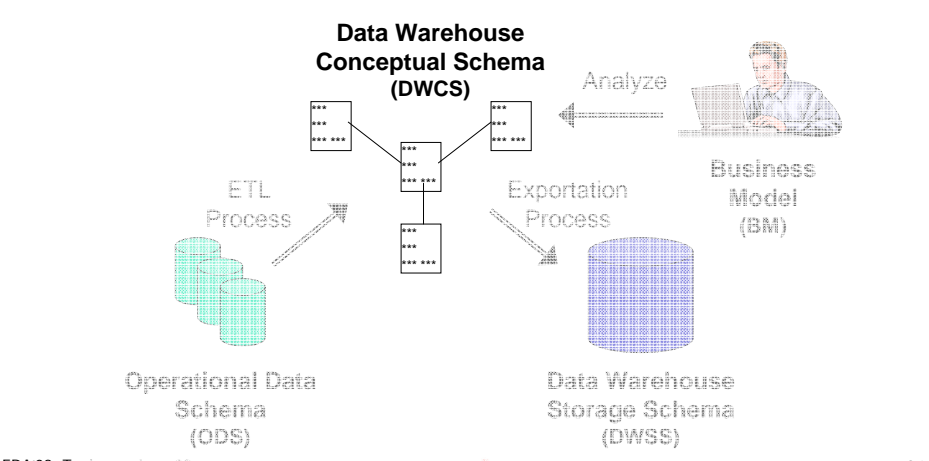 Data Warehouse
Conceptual Schema
(DWCS)
Analyze
***
***
*** ***
***
***
*** ***
***
***
*** ***
Business
Model
(BM)
ETL
Process
Exportation
Process
***
***
*** ***
Operational Data
Schema
(ODS)
Data Warehouse
Storage Schema
(DWSS)